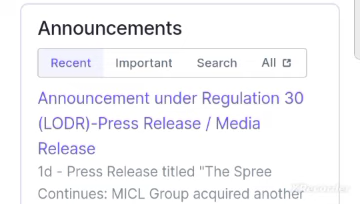 Announcements
Recent Important Search All
Announcement under Regulation 30
(LODR)-Press Release / Media
Release
1d - Press Release titled "The Spree
Continues: MICL Group acquired another